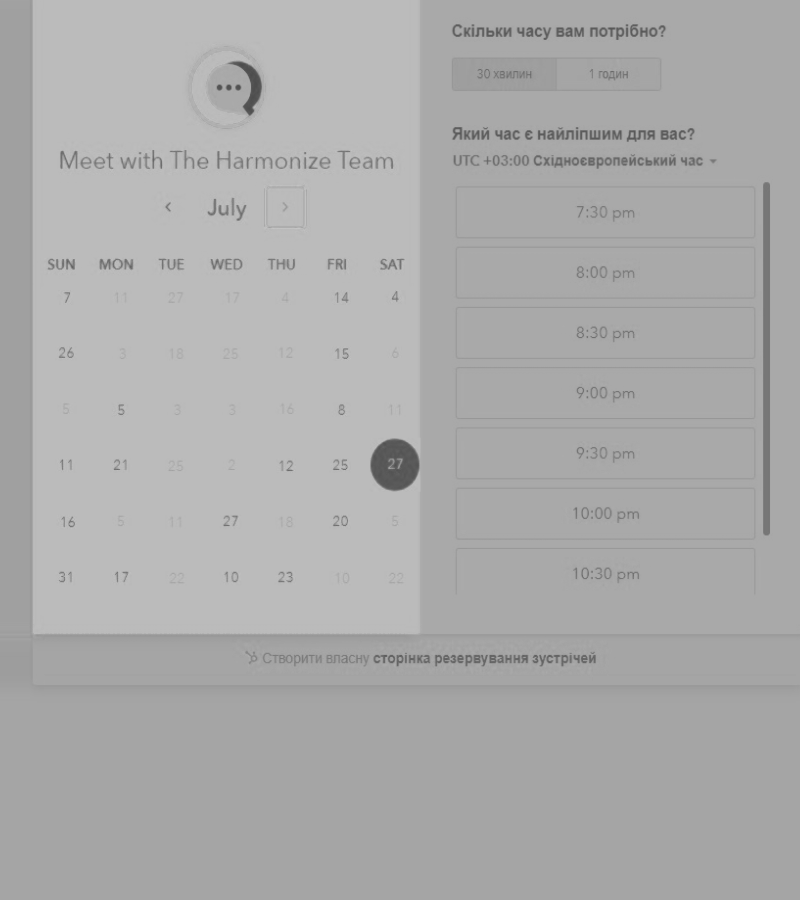 Meet with The Harmonize Team
July
SUN MON TUE WED THU FRI SAT
7 11 27 17 4 14 4
26 3 18 25 12 15 6
5 5 3 3 16 8 11
11 21 25 2 12 25 27
16 5 11 27 18 20 5
31 17 22 10 23 10 22
Скільки часу вам потрібно?
30 хвилин 1 годин
Який час є найліпшим для вас?
UTC +03:00 Східноєвропейський час
7:30 pm
8:00 pm
8:30 pm
9:00 pm
9:30 pm
10:00 pm
10:30 pm
Створити власну сторінка резервування зустрічей